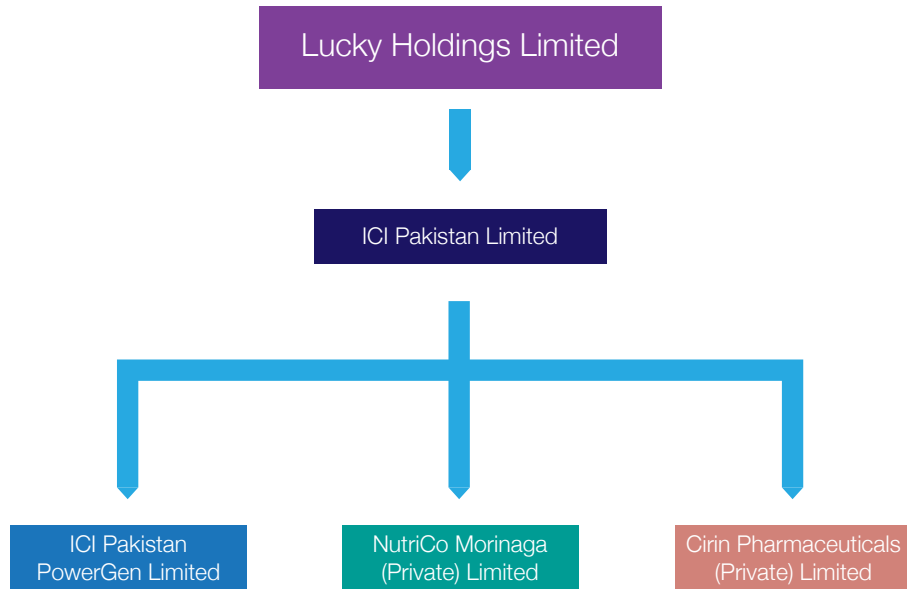 Lucky Holdings Limited
ICI Pakistan Limited
ICI Pakistan
PowerGen Limited
NutriCo Morinaga
(Private) Limited
Cirin Pharmaceuticals
(Private) Limited